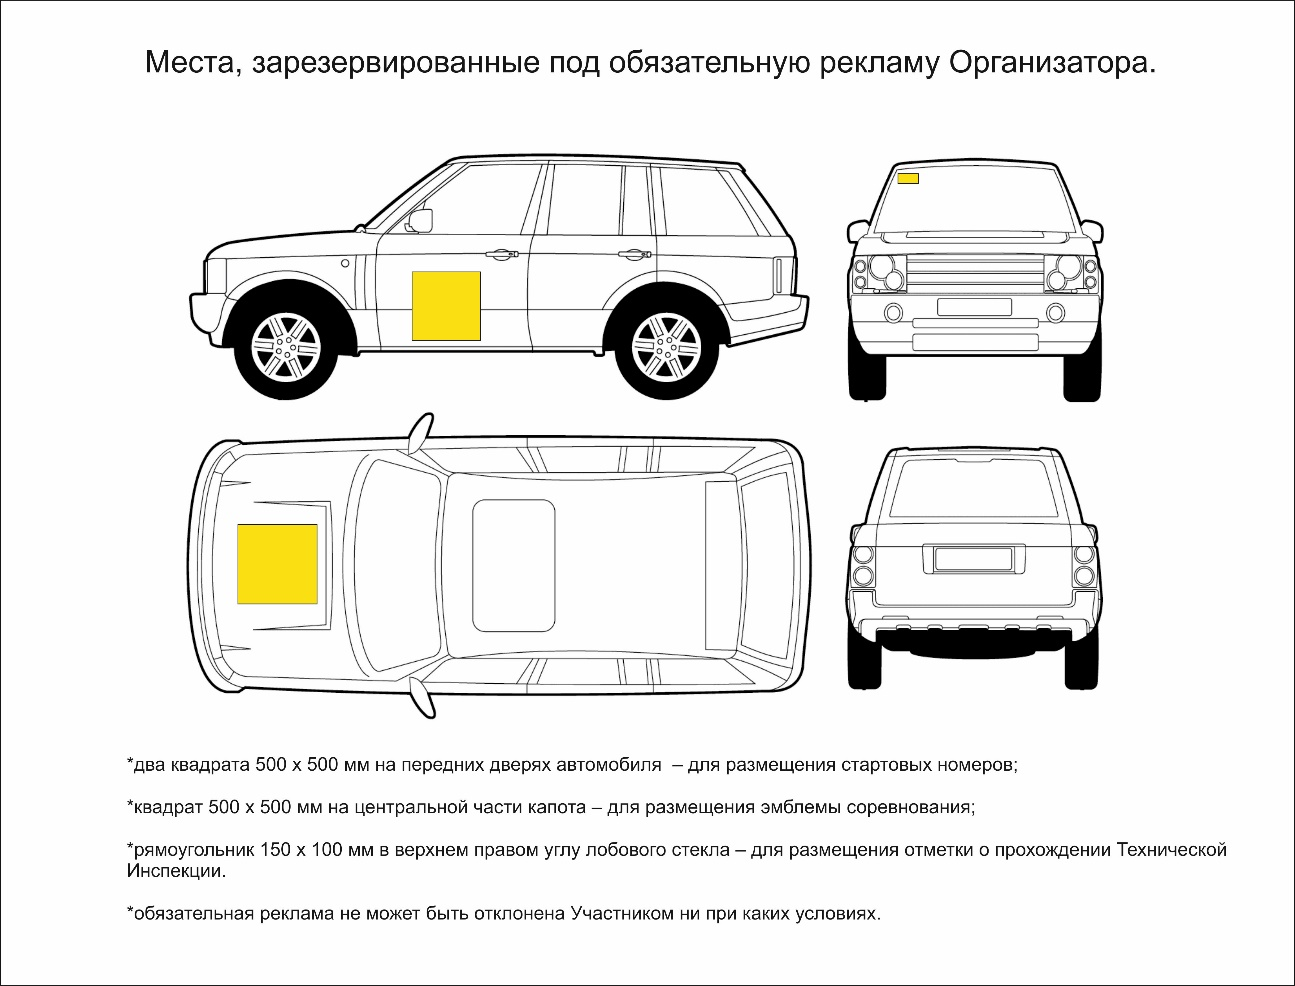 Места, зарезервированные под обязательную рекламу Организатора.
*два квадрата 500 х 500 мм на передних дверях автомобиля – для размещения стартовых номеров;
*квадрат 500 х 500 мм на центральной части капота – для размещения эмблемы соревнования;
*рямоугольник 150 х 100 мм в верхнем правом углу лобового стекла – для размещения отметки о прохождении Технической
Инспекции.
*обязательная реклама не может быть отклонена Участником ни при каких условиях.